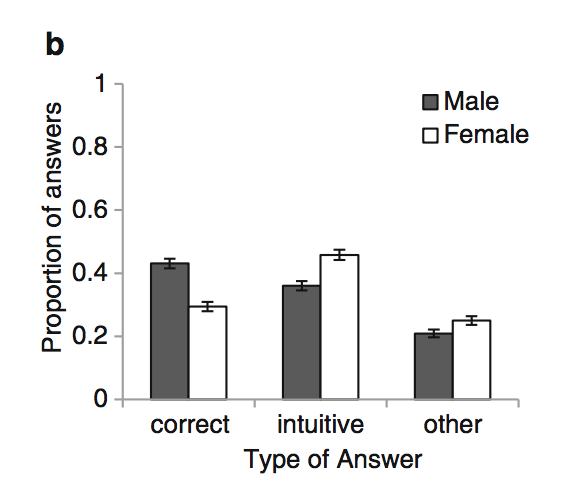 b
Male
Female
Proportion of answers
1
0.8
0.6
0.4
0.2
0
correct intuitive other
Type of Answer